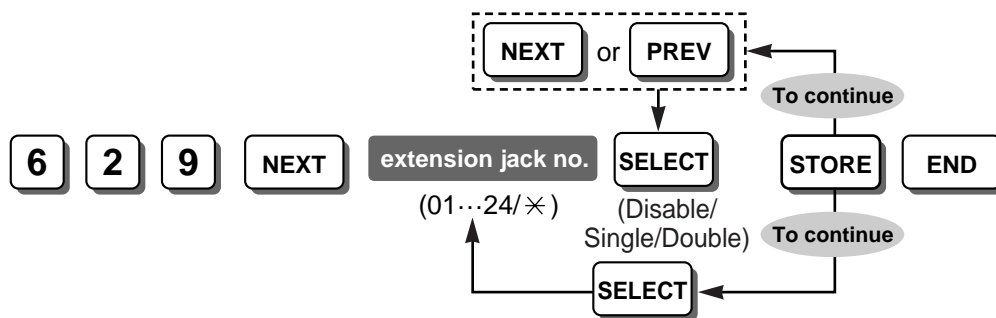 NEXT or PREV
To continue
6 2 9 NEXT extension jack no. SELECT STORE END
(01···24/✳)
(Disable/
Single/Double)
To continue
SELECT